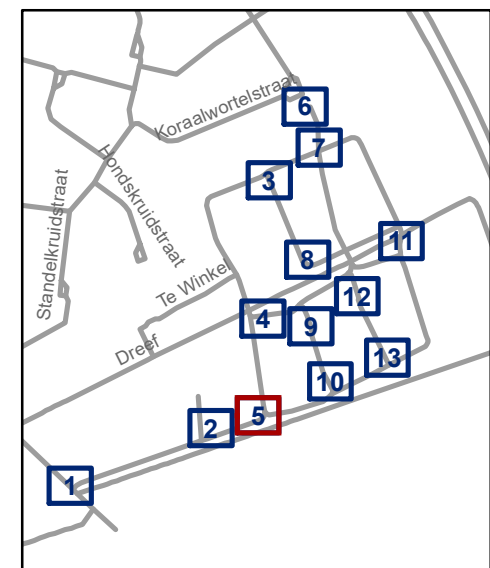 Koraalwortelstraat
6
7
Hondskruidstraat
3
Standelkruidstraat
11
8
Te Winkel
12
4
9
Dreef
13
10
5
2
1